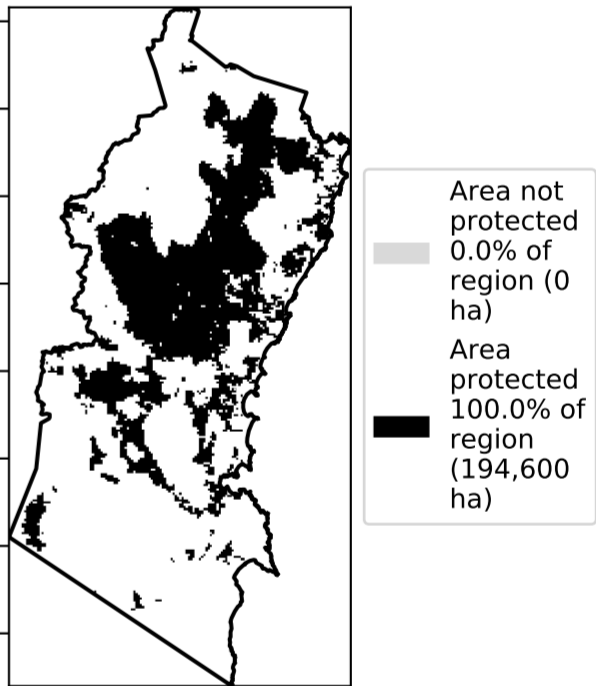 Area not
protected
0.0% of
region (0
ha)
Area
protected
100.0% of
region
(194,600
ha)